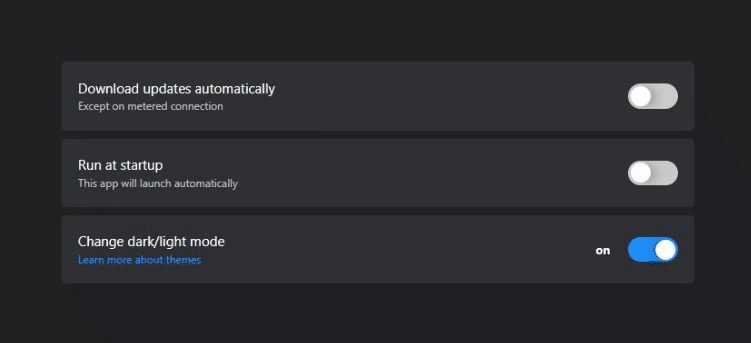 Download updates automatically
Except on metered connection
Run at startup
This app will launch automatically
Change dark/light mode
on
Learn more about themes